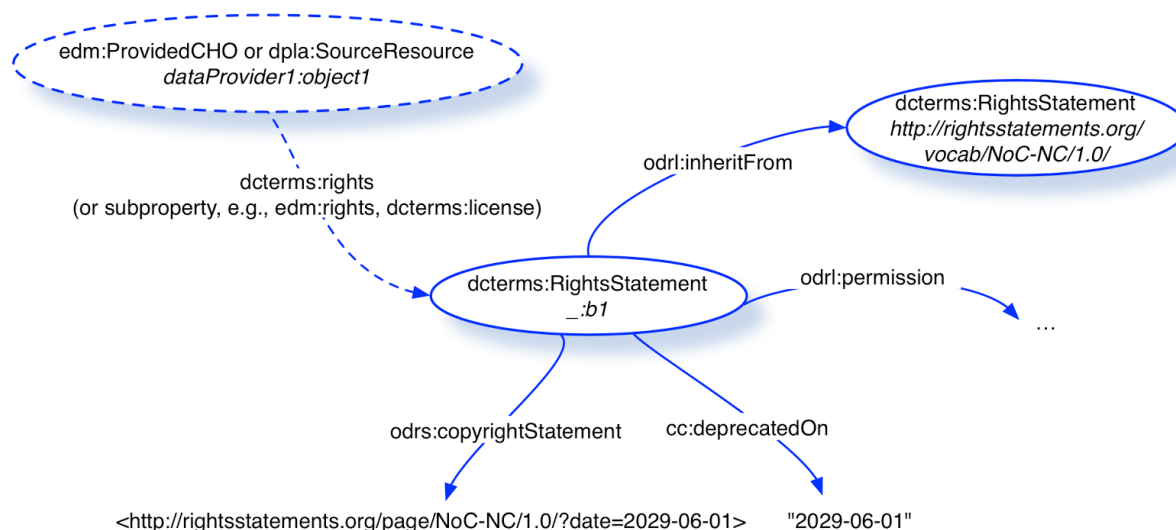 edm:ProvidedCHO or dpla:SourceResource
dataProvider1:object1
dcterms:RightsStatement
http://rightsstatements.org/
vocab/NoC-NC/1.0/
odrl:inheritFrom
dcterms:rights
(or subproperty, e.g., edm:rights, dcterms:license)
dcterms:RightsStatement
_:b1
odrl:permission
...
odrs:copyrightStatement
cc:deprecatedOn
<http://rightsstatements.org/page/NoC-NC/1.0/?date=2029-06-01>
"2029-06-01"